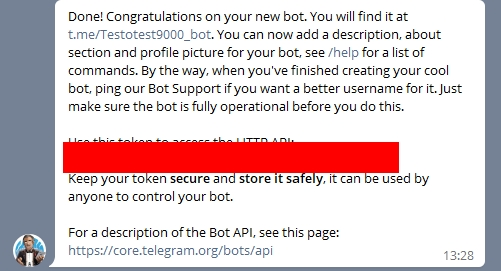 Done! Congratulations on your new bot. You will find it at
t.me/Testotest9000_bot. You can now add a description, about
section and profile picture for your bot, see /help for a list of
commands. By the way, when you've finished creating your cool
bot, ping our Bot Support if you want a better username for it. Just
make sure the bot is fully operational before you do this.
Use this token to access the HTTP API:
Keep your token secure and store it safely, it can be used by
anyone to control your bot.
For a description of the Bot API, see this page:
https://core.telegram.org/bots/api
13:28